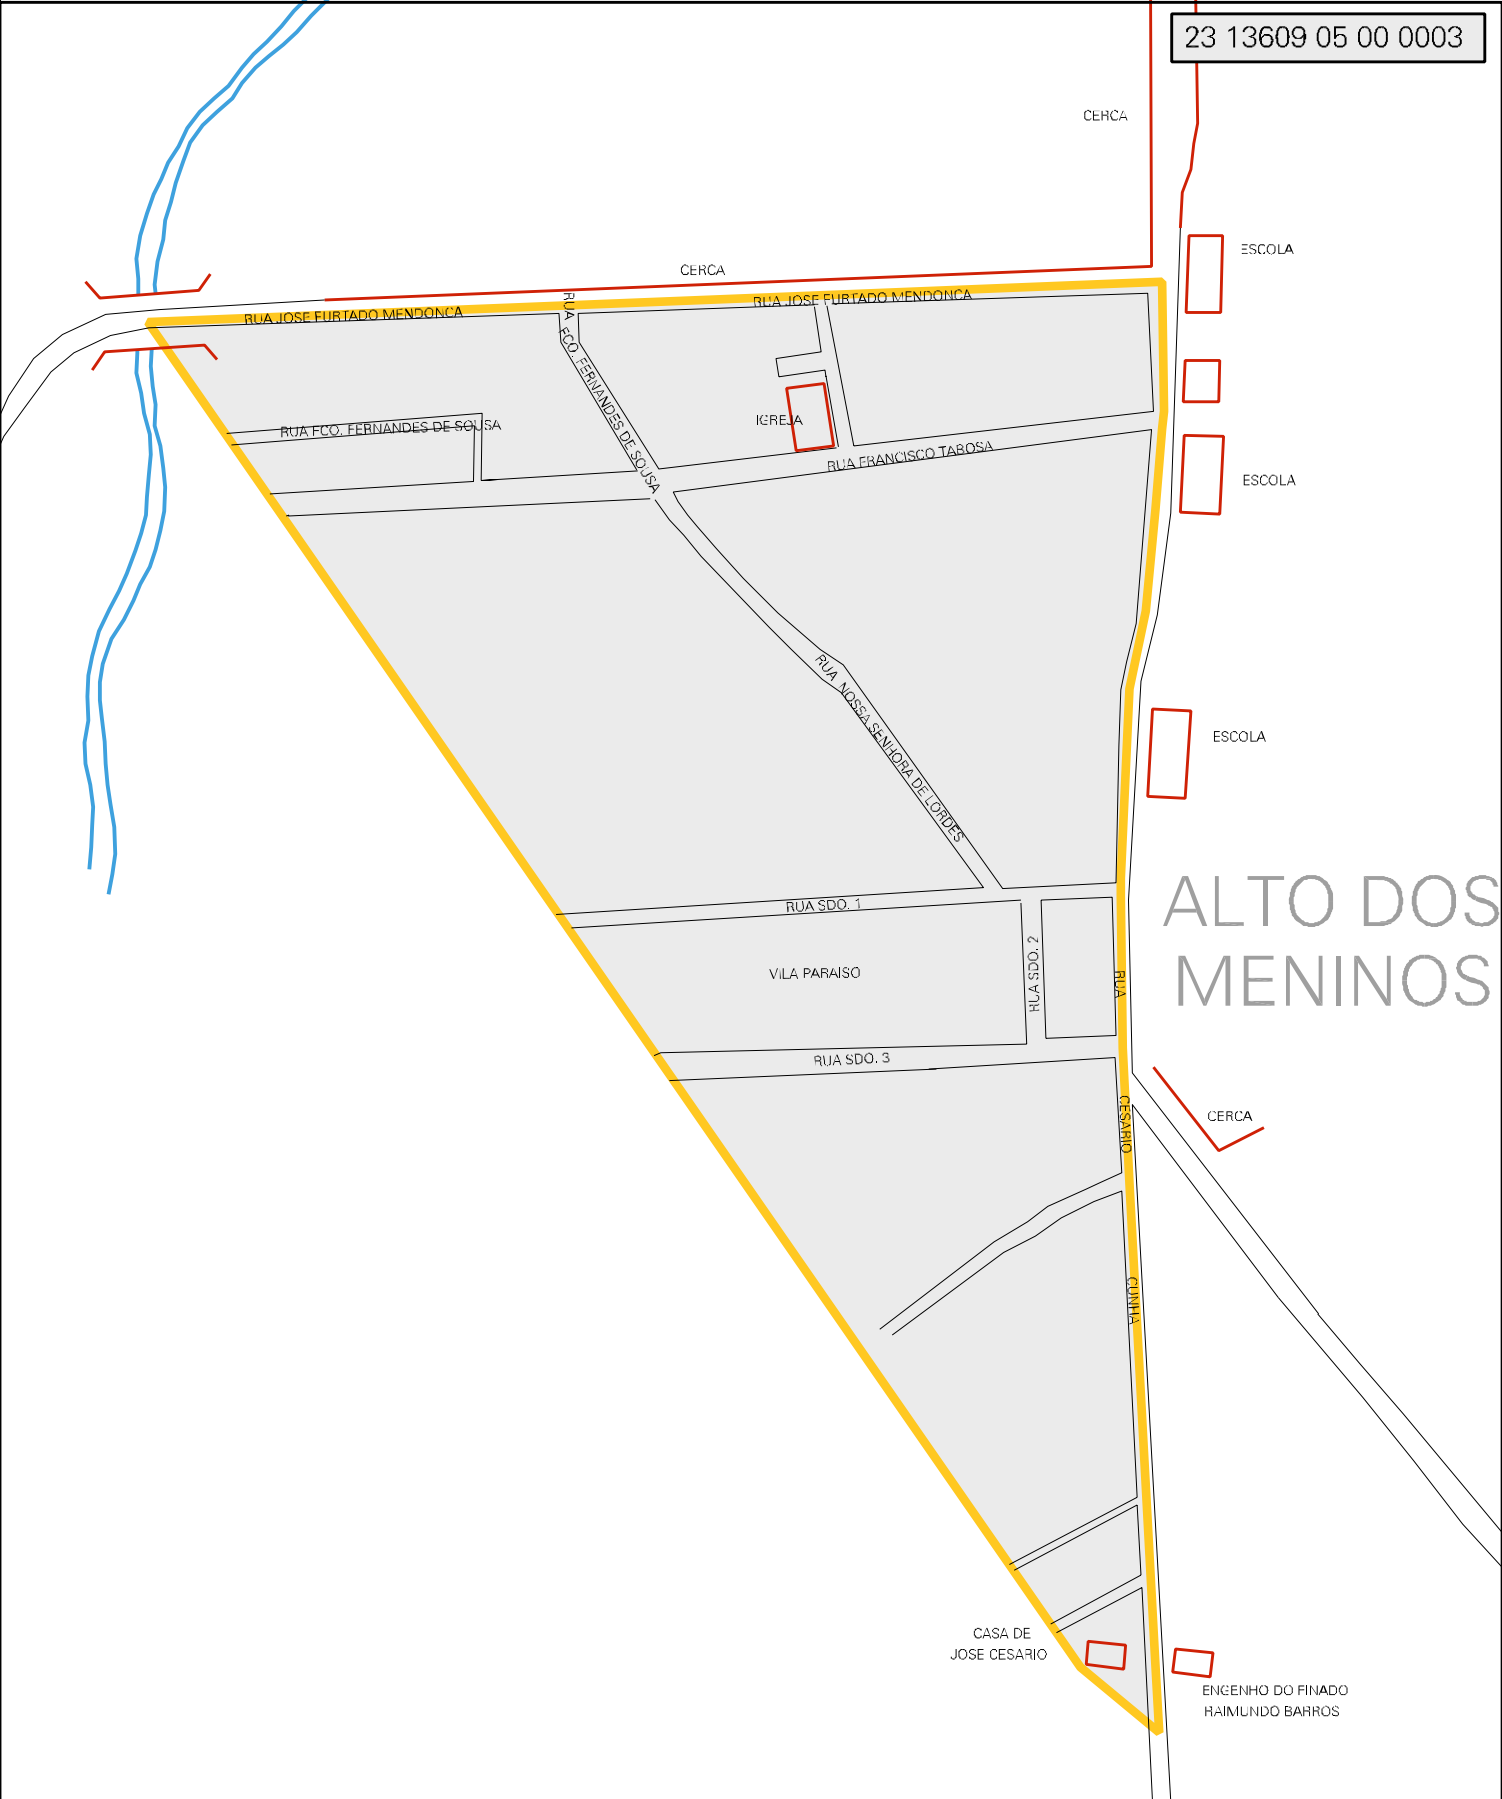 23 13609 05 00 0003
CERCA
ESCOLA
CERCA
RUA JOSE FURTADO MENDONCA
RUA JOSE FURTADO MENDONCA
RUA FCO. FERNANDES DE SOUSA
IGREJA
RUA FCO. FERNANDES DE SOUSA
RUA FRANCISCO TABOSA
ESCOLA
RUA NOSSA SENHORA DE LORDES
ESCOLA
ALTO DOS
MENINOS
RUA SDO. 1
RUA SDO. 2
VILA PARAISO
RUA SDO. 3
RUA CESARIO CUNHA
CERCA
CASA DE
JOSE CESARIO
ENGENHO DO FINADO
RAIMUNDO BARROS